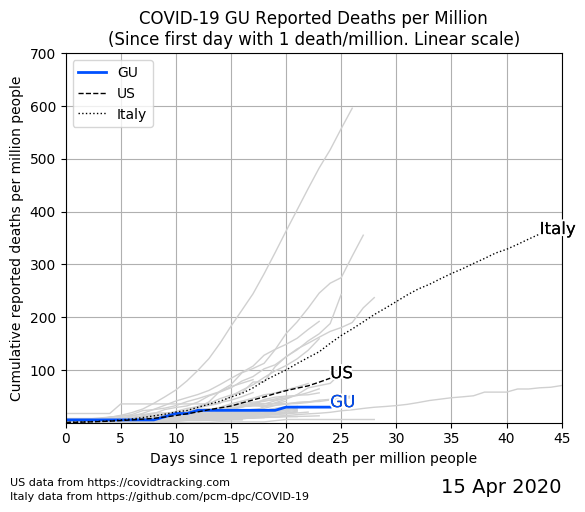 COVID-19 GU Reported Deaths per Million
(Since first day with 1 death/million. Linear scale)
700
600
500
400
300
200
100
Cumulative reported deaths per million people
GU
US
Italy
Italy
US
GU
0 5 10 15 20 25 30 35 40 45
Days since 1 reported death per million people
US data from https://covidtracking.com
Italy data from https://github.com/pcm-dpc/COVID-19
15 Apr 2020